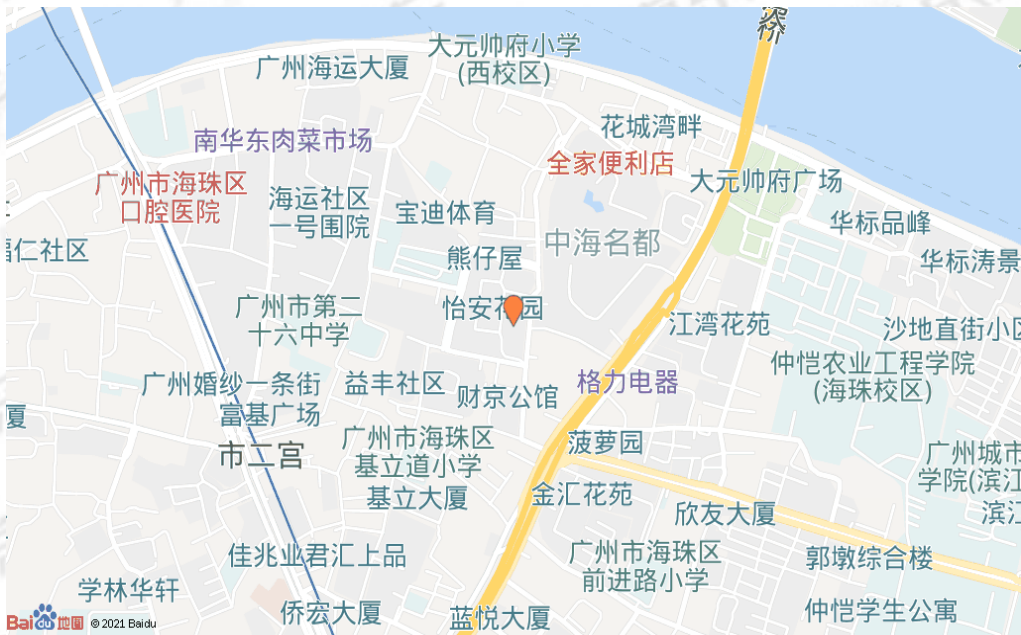 大元帅府小学
(西校区)
广州海运大厦
花城湾畔
南华东肉菜市场
全家便利店
广州市海珠区
口腔医院
大元帅府广场
海运社区
一号围院
宝迪体育
华标品峰
中海名都
仁社区
熊仔屋
华标涛景
广州市第二
十六中学
怡安花园
江湾花苑
沙地直街小区
仲恺农业工程学院
(海珠校区)
广州婚纱一条街
益丰社区
格力电器
财京公馆
富基广场
厦
广州市海珠区
基立道小学
菠萝园
市二宫
广州城市
学院(滨江
基立大厦
金汇花苑
欣友大厦
滨江
佳兆业君汇上品
广州市海珠区
前进路小学
郭墩综合楼
学林华轩
侨宏大厦
蓝悦大厦
仲恺学生公寓
Bai du 地图
© 2021 Baidu